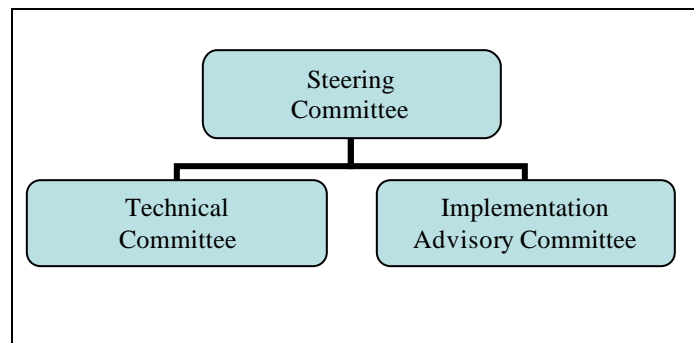 Steering
Committee
Technical
Committee
Implementation
Advisory Committee